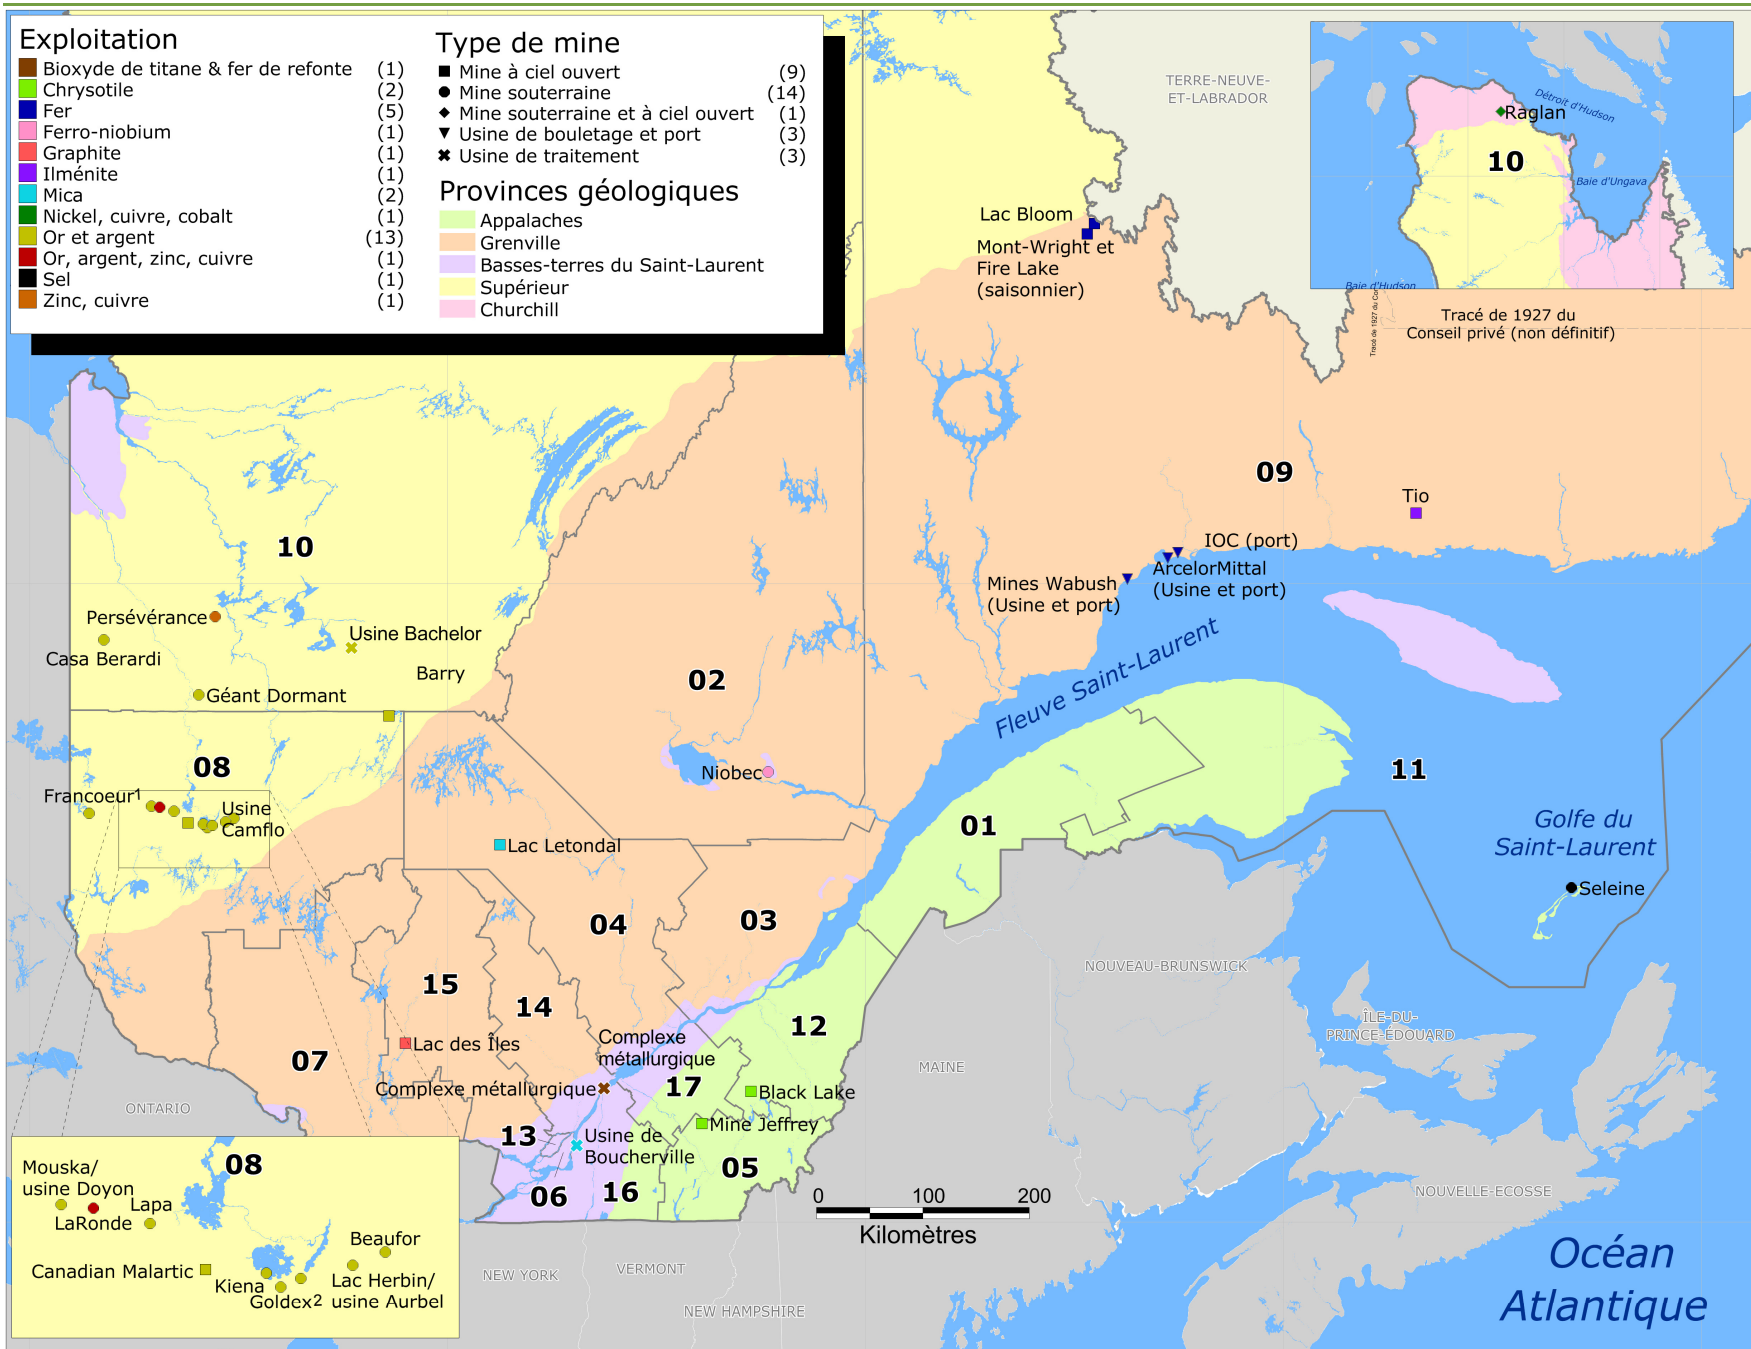 Exploitation
Bioxyde de titane & fer de refonte (1)
Chrysotile (2)
Fer (5)
Ferro-niobium (1)
Graphite (1)
Ilménite (1)
Mica (2)
Nickel, cuivre, cobalt (1)
Or et argent (13)
Or, argent, zinc, cuivre (1)
Sel (1)
Zinc, cuivre (1)
Type de mine
Mine à ciel ouvert (9)
Mine souterraine (14)
Mine souterraine et à ciel ouvert (1)
Usine de bouletage et port (3)
Usine de traitement (3)
Provinces géologiques
Appalaches
Grenville
Basses-terres du Saint-Laurent
Supérieur
Churchill
TERRE-NEUVE-
ET-LABRADOR
Détroit d'Hudson
Raglan
10
Baie d'Ungava
Baie d'Hudson
Lac Bloom
Mont-Wright et
Fire Lake
(saisonnier)
Tracé de 1927 du
Conseil privé (non définitif)
Tracé de 1927 du Con
09
Tio
10
IOC (port)
ArcelorMittal
(Usine et port)
Mines Wabush
(Usine et port)
Persévérance
Usine Bachelor
Casa Berardi
Barry
Géant Dormant
02
Fleuve Saint-Laurent
08
Niobec
11
Francoeur1
Usine
Camflo
Lac Letondal
01
Golfe du
Saint-Laurent
Seleine
04
03
NOUVEAU-BRUNSWICK
15
14
12
ÎLE-DU-
PRINCE-ÉDOUARD
Lac des Îles
Complexe
métallurgique
07
MAINE
Complexe métallurgique
17
Black Lake
ONTARIO
Mine Jeffrey
13
Usine de
Boucherville
05
06
16
NOUVELLE-ECOSSE
0 100 200
Kilomètres
08
Mouska/
usine Doyon
Lapa
LaRonde
Beaufor
Canadian Malartic
Kiena
Goldex2
Lac Herbin/
usine Aurbel
NEW YORK
VERMONT
NEW HAMPSHIRE
Océan
Atlantique